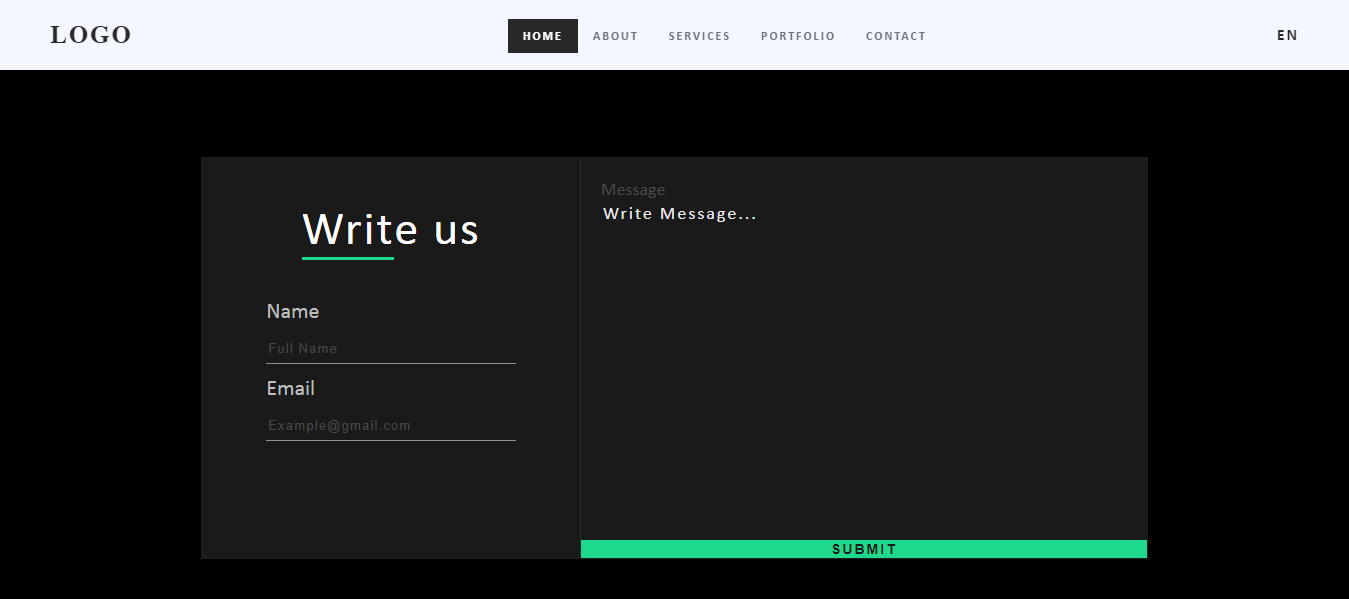 LOGO
HOME ABOUT SERVICES PORTFOLIO CONTACT
EN
Write us
Name
Full Name
Email
Example@gmail.com
Message
Write Message...
SUBMIT